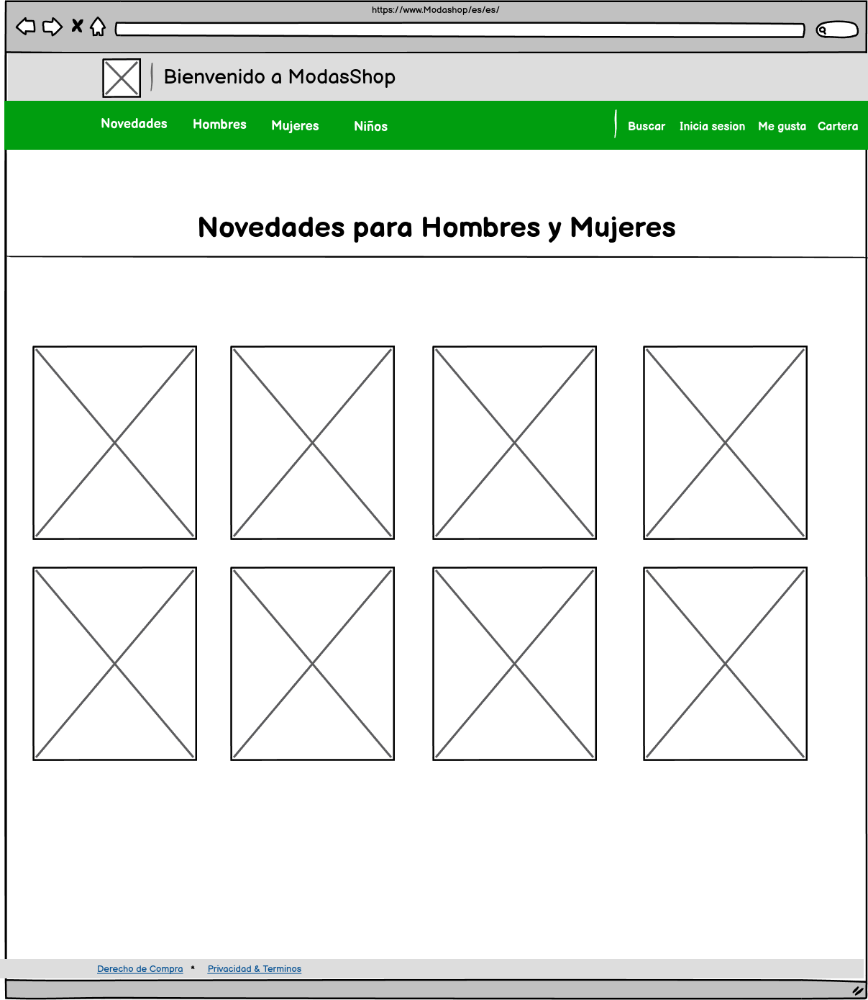 https://www.Modashop/es/es/
Bienvenido a ModasShop
Novedades Hombres Mujeres Niños Buscar Inicia sesion Me gusta Cartera
Novedades para Hombres y Mujeres
Derecho de Compra * Privacidad & Terminos